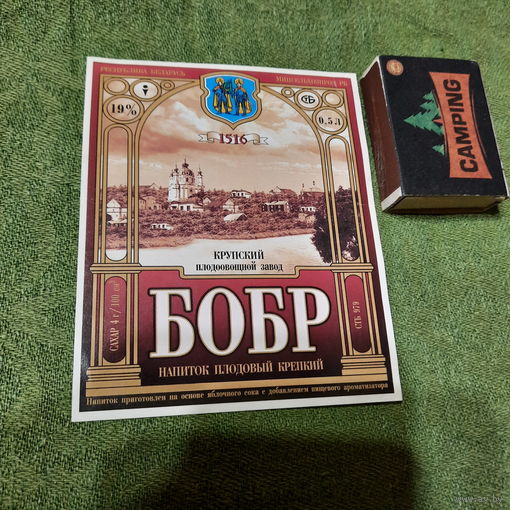 РЕСПУБЛИКА БЕЛАРУСЬ
МИНСЕЛЬХОЗПРОД РБ
19%
0,5 Л
1516
КРУПСКИЙ
ПЛОДООВОЩНОЙ ЗАВОД
БОБР
НАПИТОК ПЛОДОВЫЙ КРЕПКИЙ
САХАР 4 г/100 см³
СТБ 979
Напиток приготовлен на основе яблочного сока с добавлением пищевого ароматизатора
CAMPING